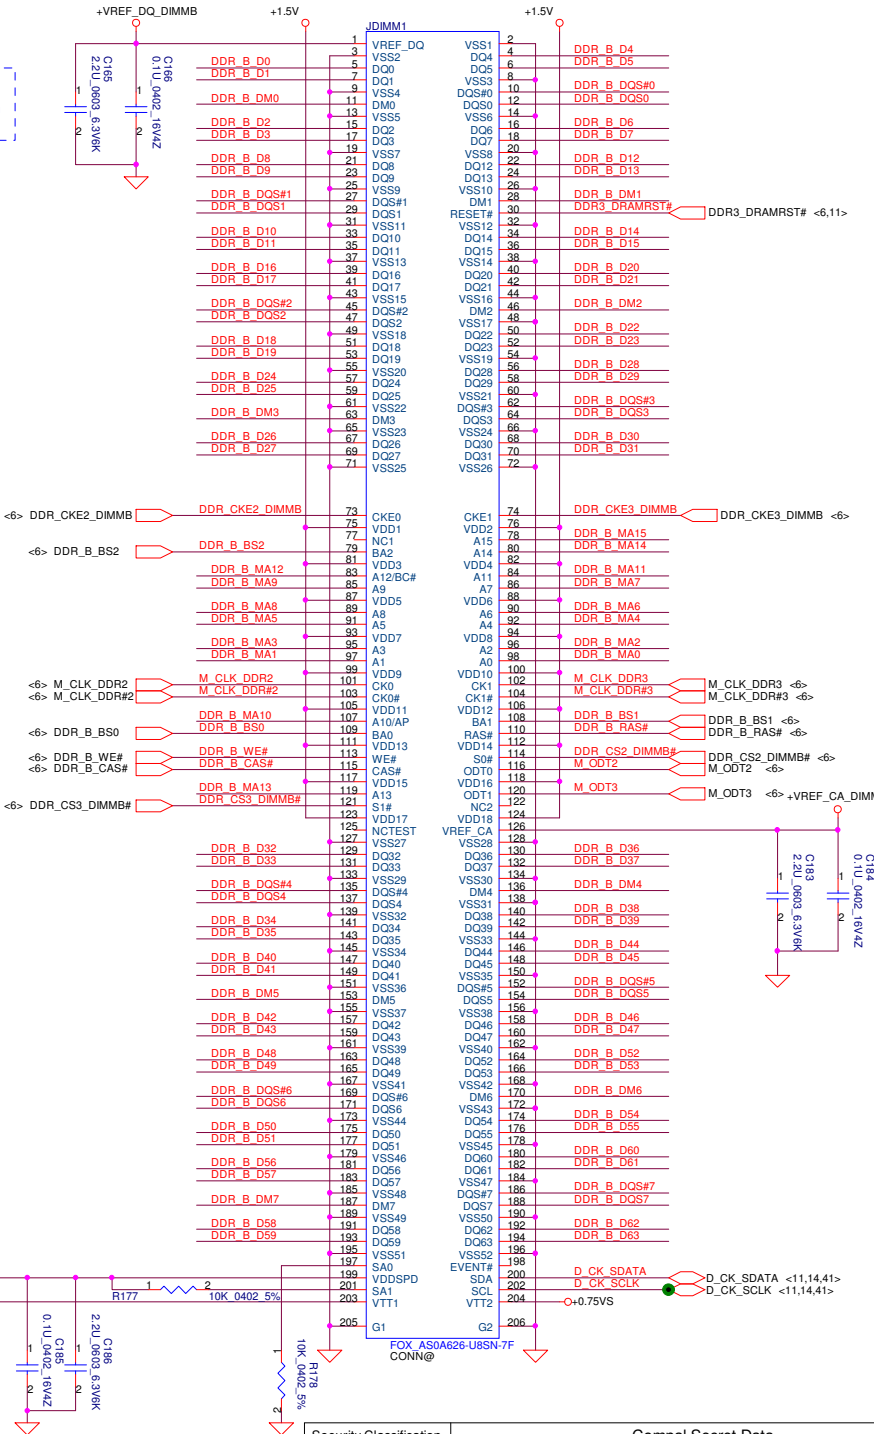 +VREF_DQ_DIMMB +1.5V +1.5V
JDIMM1
1 VREF_DQ VSS1 2
3 VSS2 DQ4 4 DDR_B_D4
DDR_B_D0 5 DQ0 DQ5 6 DDR_B_D5
DDR_B_D1 7 DQ1 VSS3 8
9 VSS4 DQS#0 10 DDR_B_DQS#0
DDR_B_DM0 11 DM0 DQS0 12 DDR_B_DQS0
13 VSS5 VSS6 14
DDR_B_D2 15 DQ2 DQ6 16 DDR_B_D6
DDR_B_D3 17 DQ3 DQ7 18 DDR_B_D7
19 VSS7 VSS8 20
DDR_B_D8 21 DQ8 DQ12 22 DDR_B_D12
DDR_B_D9 23 DQ9 DQ13 24 DDR_B_D13
25 VSS9 VSS10 26
DDR_B_DQS#1 27 DQS#1 DM1 28 DDR_B_DM1
DDR_B_DQS1 29 DQS1 RESET# 30 DDR3_DRAMRST# DDR3_DRAMRST# <6,11>
31 VSS11 VSS12 32
DDR_B_D10 33 DQ10 DQ14 34 DDR_B_D14
DDR_B_D11 35 DQ11 DQ15 36 DDR_B_D15
37 VSS13 VSS14 38
DDR_B_D16 39 DQ16 DQ20 40 DDR_B_D20
DDR_B_D17 41 DQ17 DQ21 42 DDR_B_D21
43 VSS15 VSS16 44
DDR_B_DQS#2 45 DQS#2 DM2 46 DDR_B_DM2
DDR_B_DQS2 47 DQS2 VSS17 48
49 VSS18 DQ22 50 DDR_B_D22
DDR_B_D18 51 DQ18 DQ23 52 DDR_B_D23
DDR_B_D19 53 DQ19 VSS19 54
55 VSS20 DQ28 56 DDR_B_D28
DDR_B_D24 57 DQ24 DQ29 58 DDR_B_D29
DDR_B_D25 59 DQ25 VSS21 60
61 VSS22 DQS#3 62 DDR_B_DQS#3
DDR_B_DM3 63 DM3 DQS3 64 DDR_B_DQS3
65 VSS23 VSS24 66
DDR_B_D26 67 DQ26 DQ30 68 DDR_B_D30
DDR_B_D27 69 DQ27 DQ31 70 DDR_B_D31
71 VSS25 VSS26 72
<6> DDR_CKE2_DIMMB DDR_CKE2_DIMMB 73 CKE0 CKE1 74 DDR_CKE3_DIMMB DDR_CKE3_DIMMB <6>
75 VDD1 VDD2 76
77 NC1 A15 78 DDR_B_MA15
<6> DDR_B_BS2 DDR_B_BS2 79 BA2 A14 80 DDR_B_MA14
81 VDD3 VDD4 82
DDR_B_MA12 83 A12/BC# A11 84 DDR_B_MA11
DDR_B_MA9 85 A9 A7 86 DDR_B_MA7
87 VDD5 VDD6 88
DDR_B_MA8 89 A8 A6 90 DDR_B_MA6
DDR_B_MA5 91 A5 A4 92 DDR_B_MA4
93 VDD7 VDD8 94
DDR_B_MA3 95 A3 A2 96 DDR_B_MA2
DDR_B_MA1 97 A1 A0 98 DDR_B_MA0
99 VDD9 VDD10 100
<6> M_CLK_DDR2 M_CLK_DDR2 101 CK0 CK1 102 M_CLK_DDR3 M_CLK_DDR3 <6>
<6> M_CLK_DDR#2 M_CLK_DDR#2 103 CK0# CK1# 104 M_CLK_DDR#3 M_CLK_DDR#3 <6>
105 VDD11 VDD12 106
DDR_B_MA10 107 A10/AP BA1 108 DDR_B_BS1 DDR_B_BS1 <6>
<6> DDR_B_BS0 DDR_B_BS0 109 BA0 RAS# 110 DDR_B_RAS# DDR_B_RAS# <6>
111 VDD13 VDD14 112
<6> DDR_B_WE# DDR_B_WE# 113 WE# S0# 114 DDR_CS2_DIMMB# DDR_CS2_DIMMB# <6>
<6> DDR_B_CAS# DDR_B_CAS# 115 CAS# ODT0 116 M_ODT2 M_ODT2 <6>
117 VDD15 VDD16 118
DDR_B_MA13 119 A13 ODT1 120 M_ODT3 M_ODT3 <6>
<6> DDR_CS3_DIMMB# DDR_CS3_DIMMB# 121 S1# NC2 122 +VREF_CA_DIMM
123 VDD17 VDD18 124
125 NCTEST VREF_CA 126
127 VSS27 VSS28 128
DDR_B_D32 129 DQ32 DQ36 130 DDR_B_D36
DDR_B_D33 131 DQ33 DQ37 132 DDR_B_D37
133 VSS29 VSS30 134
DDR_B_DQS#4 135 DQS#4 DM4 136 DDR_B_DM4
DDR_B_DQS4 137 DQS4 VSS31 138
139 VSS32 DQ38 140 DDR_B_D38
DDR_B_D34 141 DQ34 DQ39 142 DDR_B_D39
DDR_B_D35 143 DQ35 VSS33 144
145 VSS34 DQ44 146 DDR_B_D44
DDR_B_D40 147 DQ40 DQ45 148 DDR_B_D45
DDR_B_D41 149 DQ41 VSS35 150
151 VSS36 DQS#5 152 DDR_B_DQS#5
DDR_B_DM5 153 DM5 DQS5 154 DDR_B_DQS5
155 VSS37 VSS38 156
DDR_B_D42 157 DQ42 DQ46 158 DDR_B_D46
DDR_B_D43 159 DQ43 DQ47 160 DDR_B_D47
161 VSS39 VSS40 162
DDR_B_D48 163 DQ48 DQ52 164 DDR_B_D52
DDR_B_D49 165 DQ49 DQ53 166 DDR_B_D53
167 VSS41 VSS42 168
DDR_B_DQS#6 169 DQS#6 DM6 170 DDR_B_DM6
DDR_B_DQS6 171 DQS6 VSS43 172
173 VSS44 DQ54 174 DDR_B_D54
DDR_B_D50 175 DQ50 DQ55 176 DDR_B_D55
DDR_B_D51 177 DQ51 VSS45 178
179 VSS46 DQ60 180 DDR_B_D60
DDR_B_D56 181 DQ56 DQ61 182 DDR_B_D61
DDR_B_D57 183 DQ57 VSS47 184
185 VSS48 DQS#7 186 DDR_B_DQS#7
DDR_B_DM7 187 DM7 DQS7 188 DDR_B_DQS7
189 VSS49 VSS50 190
DDR_B_D58 191 DQ58 DQ62 192 DDR_B_D62
DDR_B_D59 193 DQ59 DQ63 194 DDR_B_D63
195 VSS51 VSS52 196
197 SA0 EVENT# 198
199 VDDSPD SDA 200 D_CK_SDATA D_CK_SDATA <11,14,41>
R177 1 2 10K_0402_5% 201 SA1 SCL 202 D_CK_SCLK D_CK_SCLK <11,14,41>
203 VTT1 VTT2 204 +0.75VS
205 G1 G2 206
FOX_AS0A626-U8SN-7F
CONN@
C165
2.2U_0603_6.3V6K
1
2
C166
0.1U_0402_16V4Z
1
2
C183
2.2U_0603_6.3V6K
1
2
C184
0.1U_0402_16V4Z
1
2
C185
0.1U_0402_16V4Z
1
2
C186
2.2U_0603_6.3V6K
1
2
R178
10K_0402_5%
1
2
Security Classification Compal Secret Data